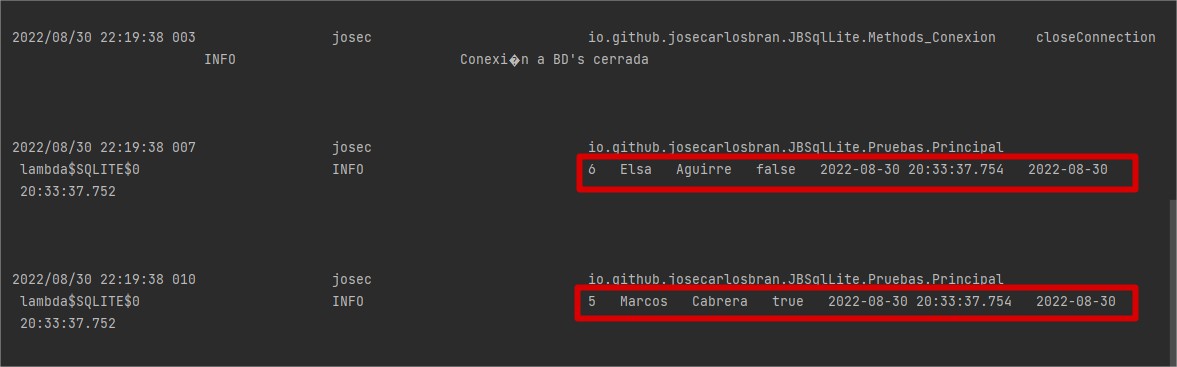 2022/08/30 22:19:38 003 josec io.github.josecarlosbran.JBSqlLite.Methods_Conexion closeConnection
INFO Conexi�n a BD's cerrada
2022/08/30 22:19:38 007 josec io.github.josecarlosbran.JBSqlLite.Pruebas.Principal
lambda$SQLITE$0 INFO 6 Elsa Aguirre false 2022-08-30 20:33:37.754 2022-08-30
20:33:37.752
2022/08/30 22:19:38 010 josec io.github.josecarlosbran.JBSqlLite.Pruebas.Principal
lambda$SQLITE$0 INFO 5 Marcos Cabrera true 2022-08-30 20:33:37.754 2022-08-30
20:33:37.752